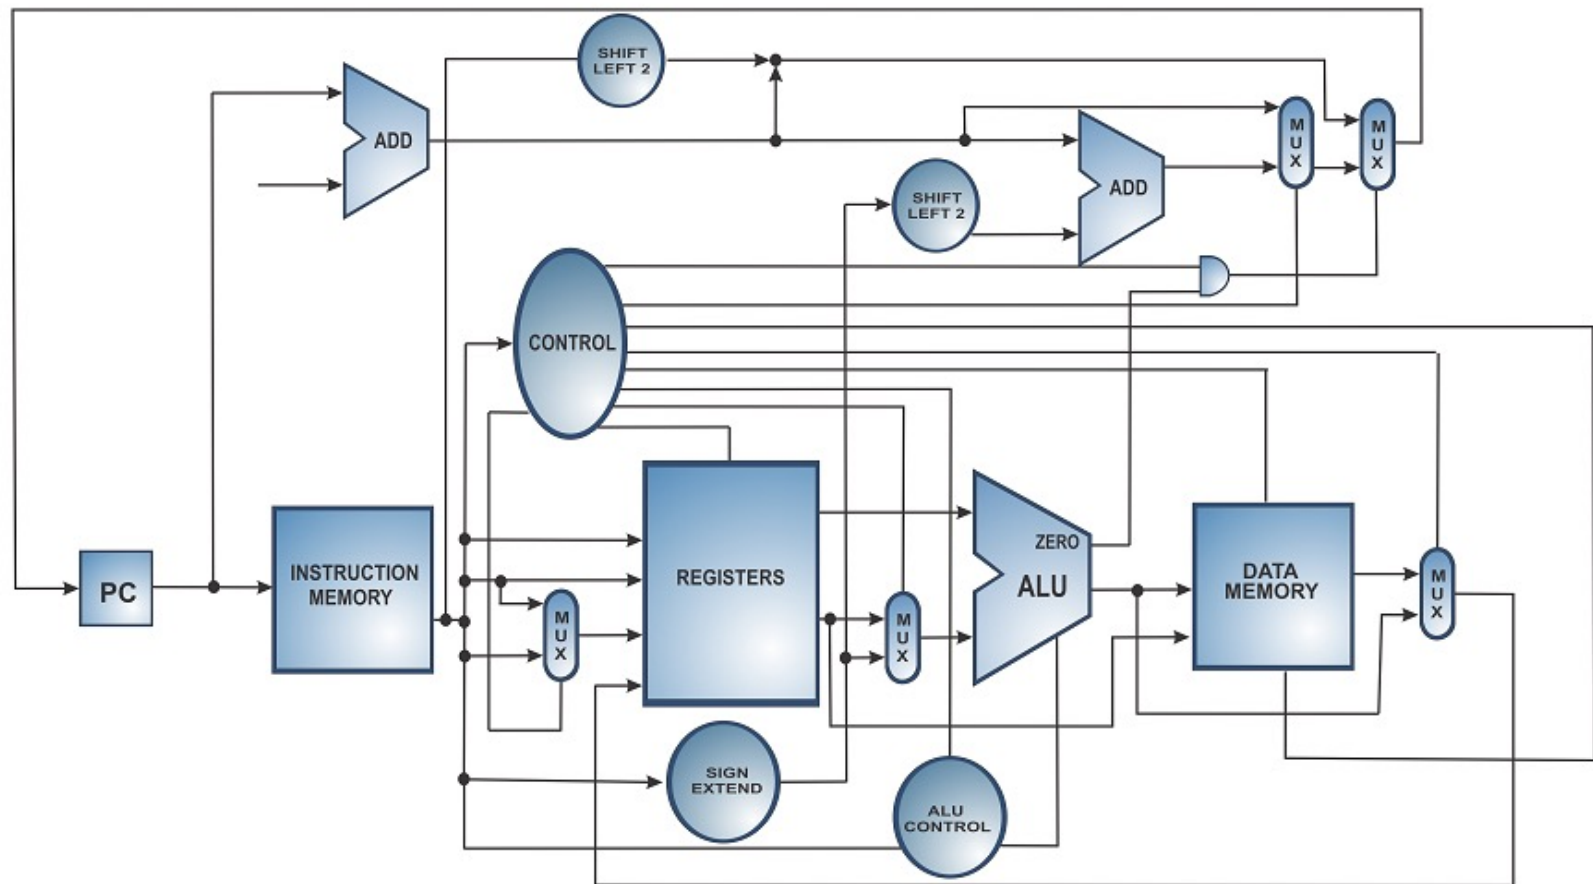 SHIFT
LEFT 2
ADD
M
U
X
M
U
X
SHIFT
LEFT 2
ADD
CONTROL
PC
INSTRUCTION
MEMORY
REGISTERS
M
U
X
M
U
X
ZERO
ALU
DATA
MEMORY
M
U
X
SIGN
EXTEND
ALU
CONTROL